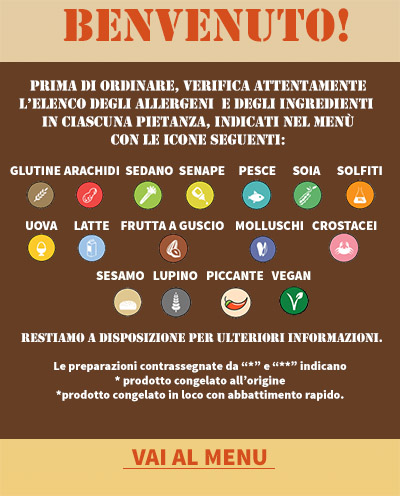 BENVENUTO!
PRIMA DI ORDINARE, VERIFICA ATTENTAMENTE
L'ELENCO DEGLI ALLERGENI E DEGLI INGREDIENTI
IN CIASCUNA PIETANZA, INDICATI NEL MENÙ
CON LE ICONE SEGUENTI:
GLUTINE ARACHIDI SEDANO SENAPE PESCE SOIA SOLFITI
UOVA LATTE FRUTTA A GUSCIO MOLLUSCHI CROSTACEI
SESAMO LUPINO PICCANTE VEGAN
RESTIAMO A DISPOSIZIONE PER ULTERIORI INFORMAZIONI.
Le preparazioni contrassegnate da “*” e “**” indicano
* prodotto congelato all’origine
*prodotto congelato in loco con abbattimento rapido.
VAI AL MENU